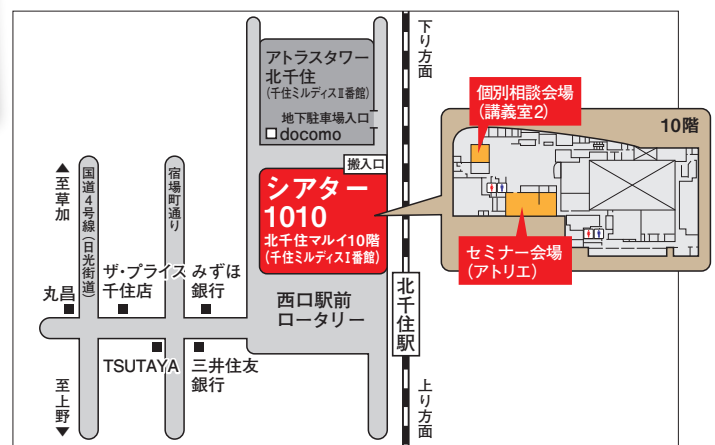 下り方面
アトラスタワー
北千住
(千住ミルディスⅡ番館)
地下駐車場入口
docomo
搬入口
シアター
1010
北千住マルイ10階
(千住ミルディスⅠ番館)
個別相談会場
(講義室2)
10階
セミナー会場
(アトリエ)
▲至草加
国道4号線(日光街道)
宿場町通り
丸昌
ザ・プライス
千住店
みずほ
銀行
西口駅前
ロータリー
北千住駅
TSUTAYA
三井住友
銀行
至上野▼
上り方面